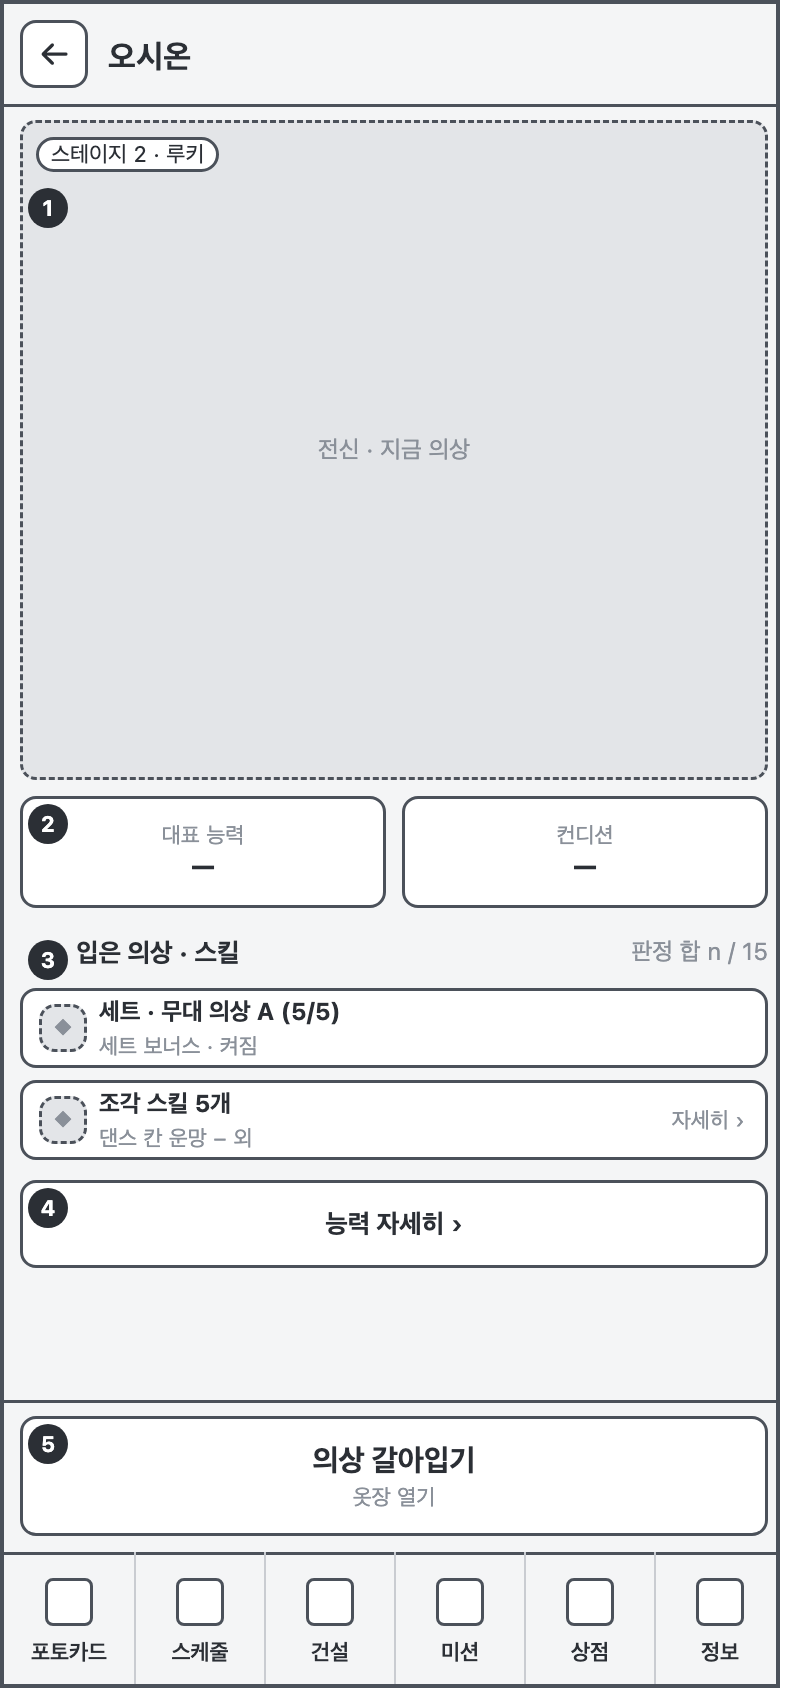 오시온
스테이지 2 · 루키
1
전신 · 지금 의상
2
대표 능력
–
컨디션
–
3 입은 의상 · 스킬
판정 합 n / 15
세트 · 무대 의상 A (5/5)
세트 보너스 · 켜짐
조각 스킬 5개
댄스 칸 운망 – 외
자세히 ›
4
능력 자세히 ›
5
의상 갈아입기
옷장 열기
포토카드 스케줄 건설 미션 상점 정보